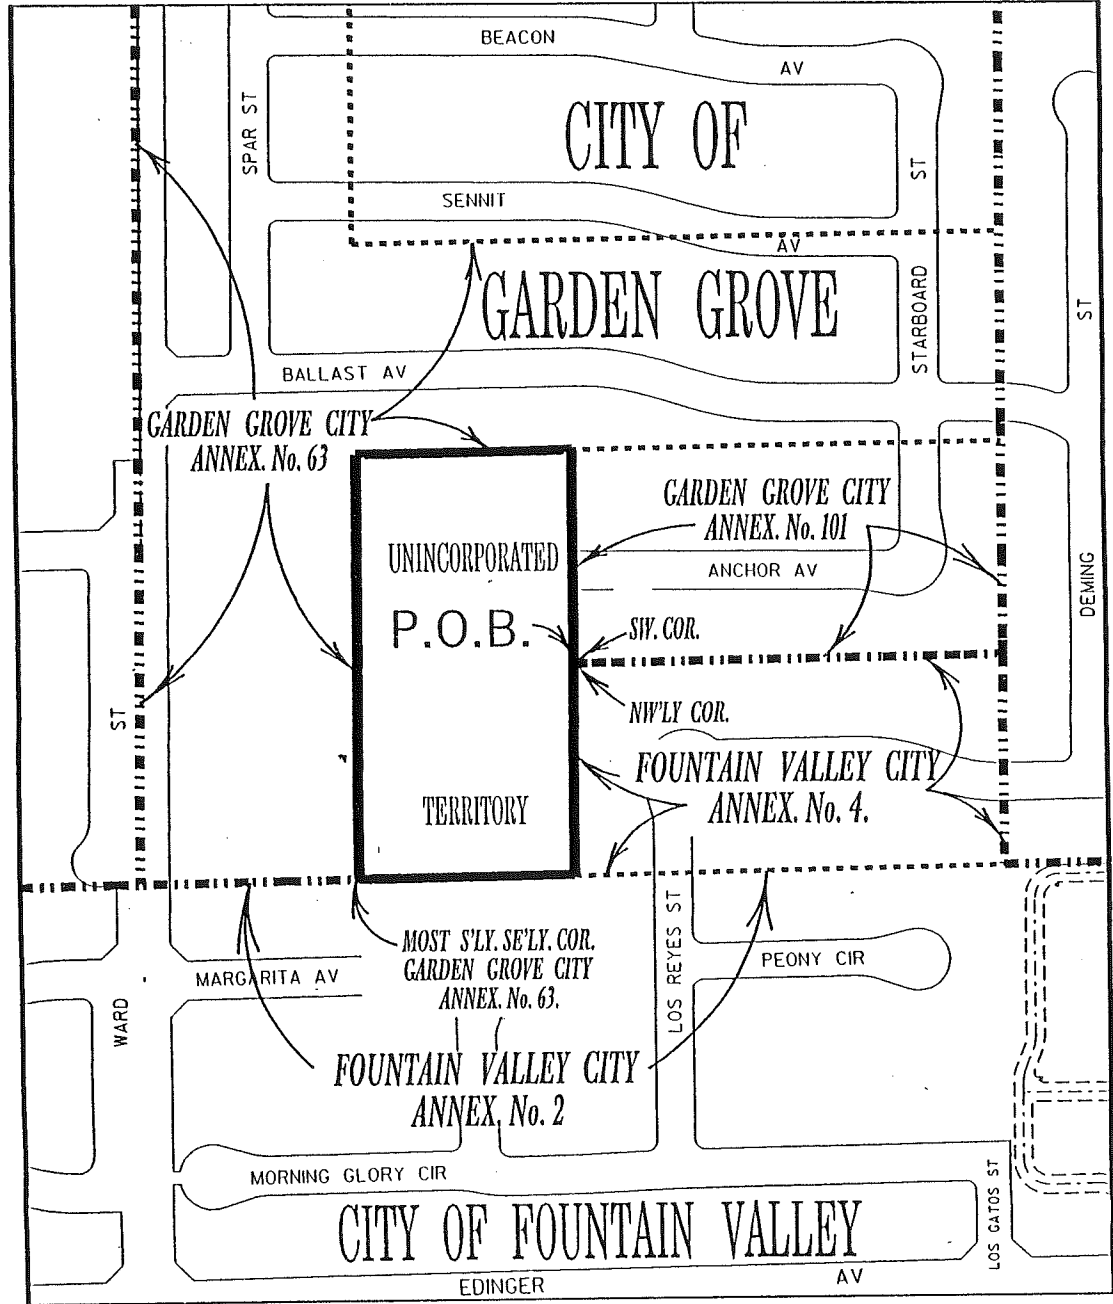 BEACON
AV
SPAR ST
CITY OF
ST
SENNIT
AV
GARDEN GROVE
STARBOARD
ST
BALLAST AV
GARDEN GROVE CITY
ANNEX. No. 63
GARDEN GROVE CITY
ANNEX. No. 101
UNINCORPORATED
ANCHOR AV
DEMING
P.O.B.
SW. COR.
NW'LY COR.
ST
FOUNTAIN VALLEY CITY
ANNEX. No. 4.
TERRITORY
MOST S'LY. SE'LY. COR.
GARDEN GROVE CITY
ANNEX. No. 63.
MARGARITA AV
LOS REYES ST
PEONY CIR
WARD
FOUNTAIN VALLEY CITY
ANNEX. No. 2
MORNING GLORY CIR
LOS GATOS ST
CITY OF FOUNTAIN VALLEY
EDINGER
AV